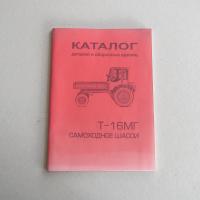 КАТАЛОГ
деталей и сборочных единиц
Т-16МГ
САМОХОДНОЕ ШАССИ